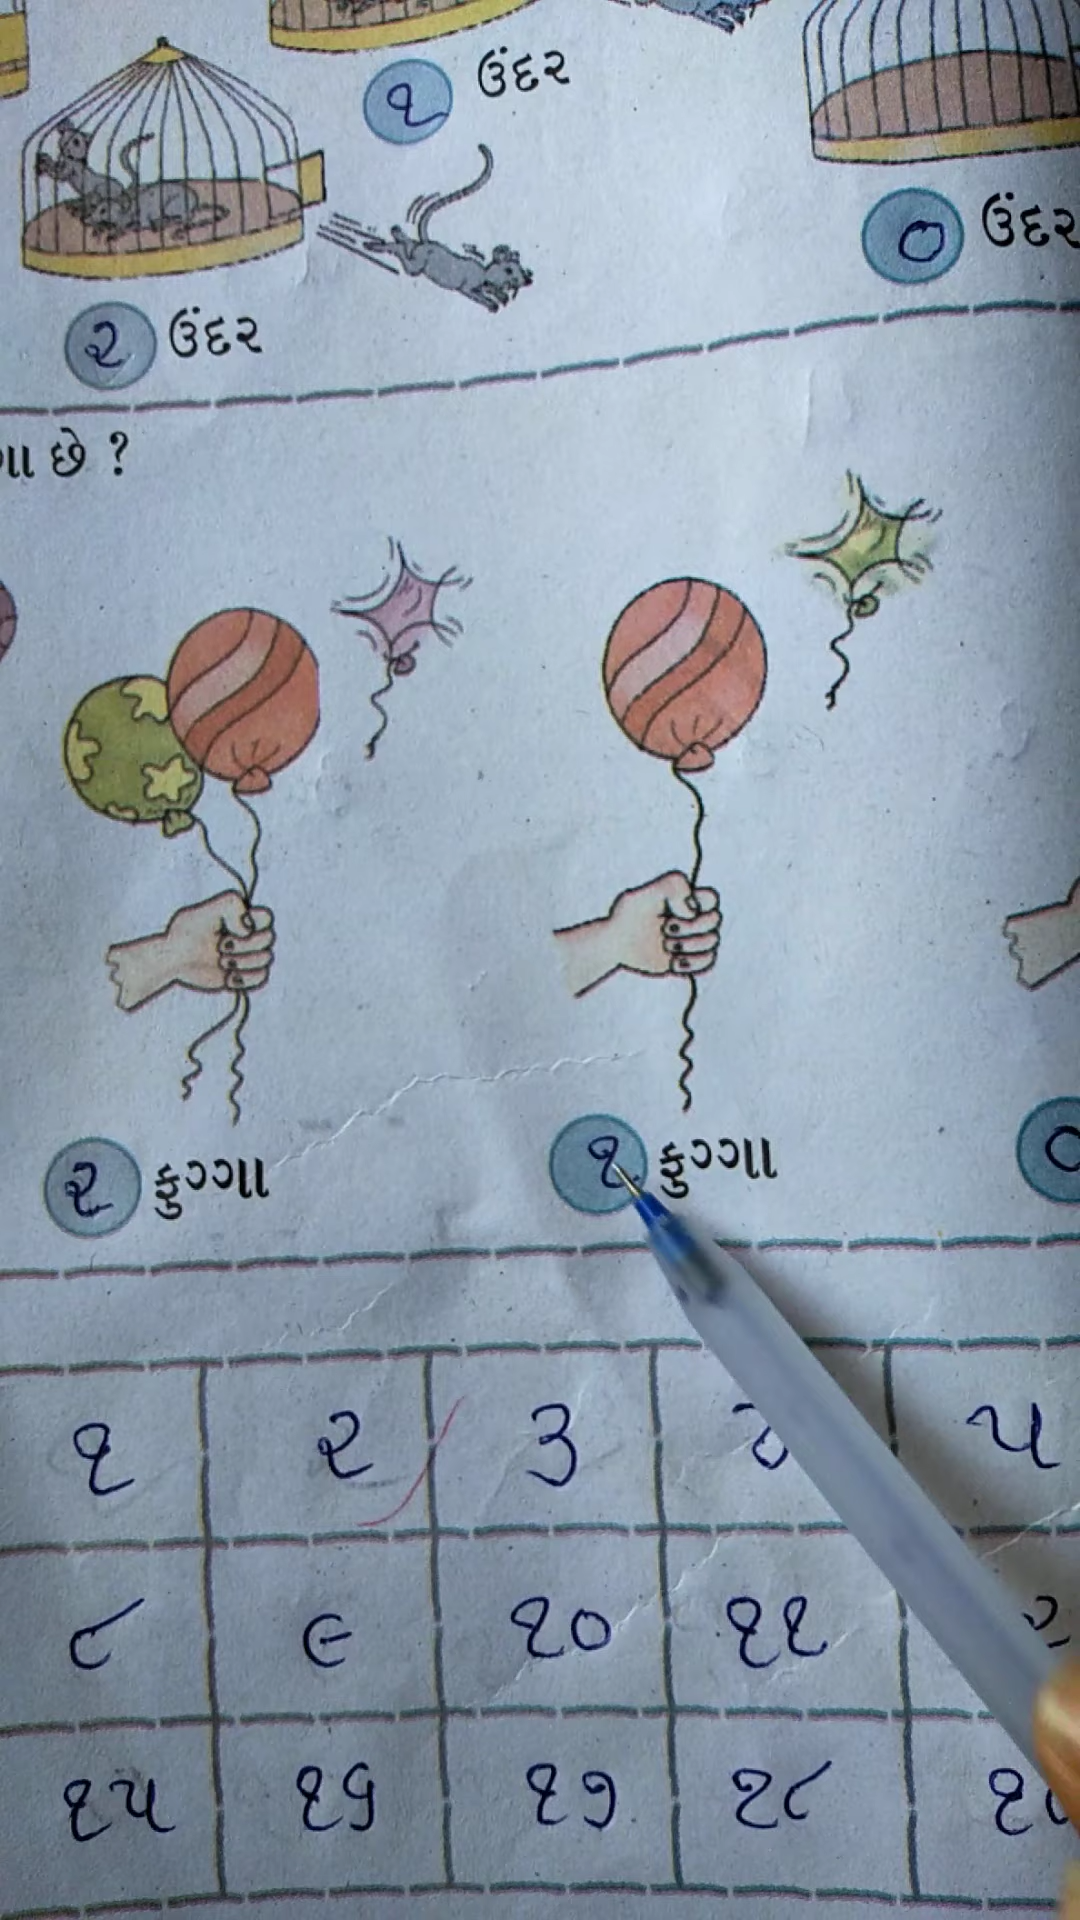 ૧ ઉંદર
૦ ઉંદર
૨ ઉંદર
છે ?
૨ ફુગ્ગા
૧ ફુગ્ગા
૦
૧ ૨ ૩ ૫
૮ ૯ ૧૦ ૧૧
૧૫ ૧૬ ૧૭ ૧૮